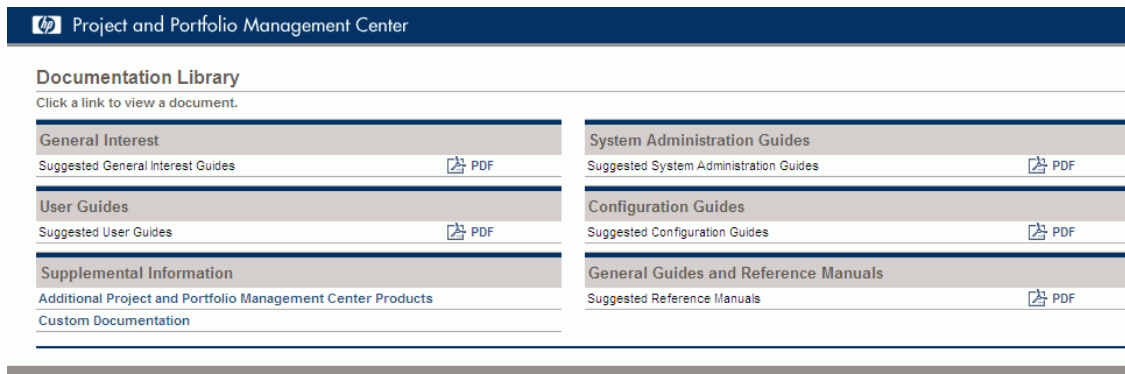 hp Project and Portfolio Management Center
Documentation Library
Click a link to view a document.
General Interest
Suggested General Interest Guides PDF
User Guides
Suggested User Guides PDF
Supplemental Information
Additional Project and Portfolio Management Center Products
Custom Documentation
System Administration Guides
Suggested System Administration Guides PDF
Configuration Guides
Suggested Configuration Guides PDF
General Guides and Reference Manuals
Suggested Reference Manuals PDF